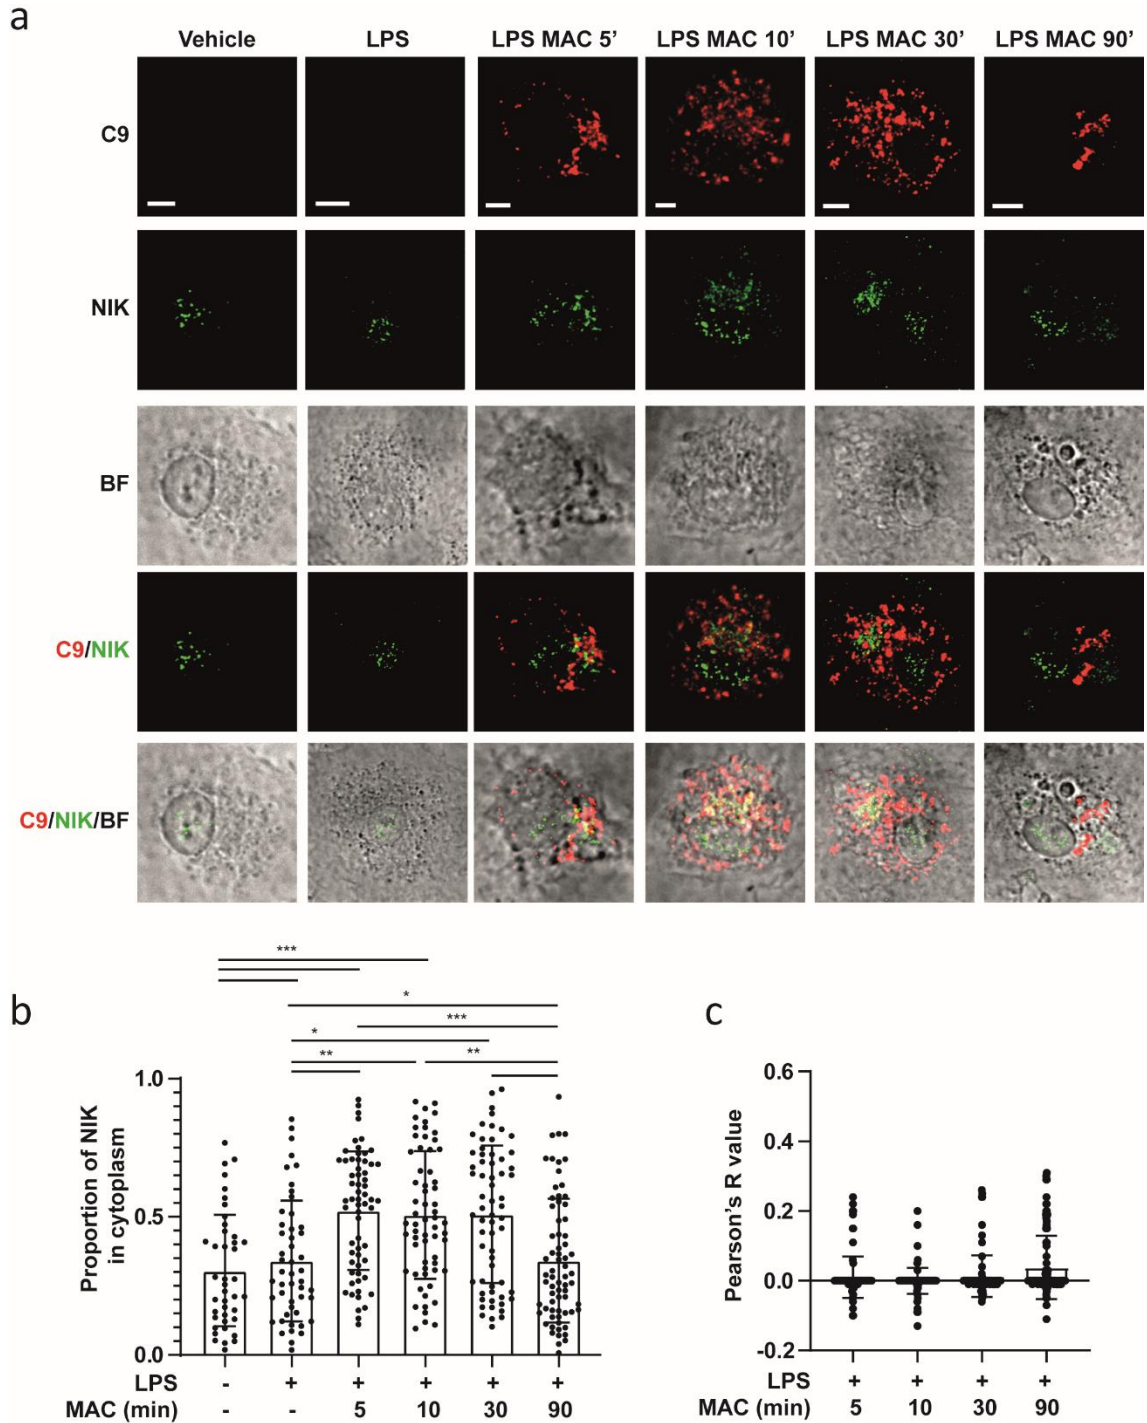 a
Vehicle LPS LPS MAC 5’ LPS MAC 10’ LPS MAC 30’ LPS MAC 90’
C9
NIK
BF
C9/NIK
C9/NIK/BF
b
***
*
***
*
** **
Proportion of NIK
in cytoplasm
1.0
0.5
0.0
LPS - + + + + +
MAC (min) - - 5 10 30 90
c
Pearson’s R value
0.6
0.4
0.2
0.0
-0.2
LPS + + + +
MAC (min) 5 10 30 90